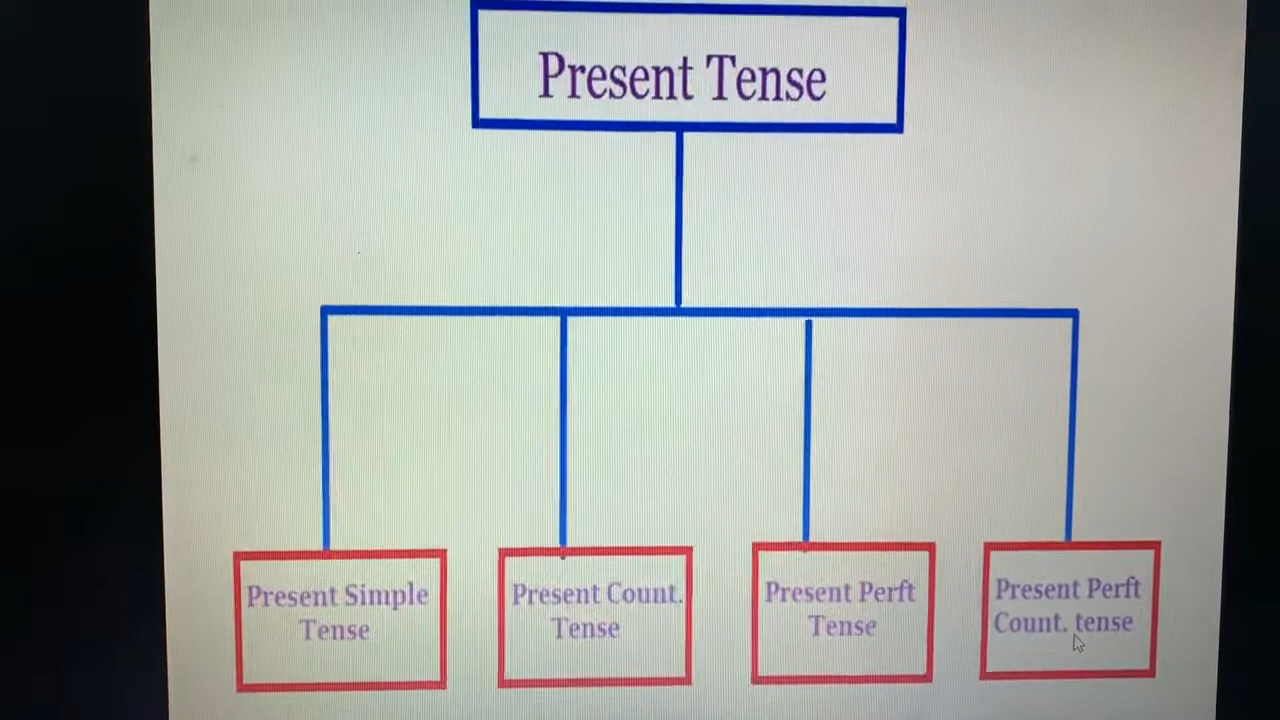 Present Tense
Present Simple
Tense
Present Count.
Tense
Present Perft
Tense
Present Perft
Count. tense